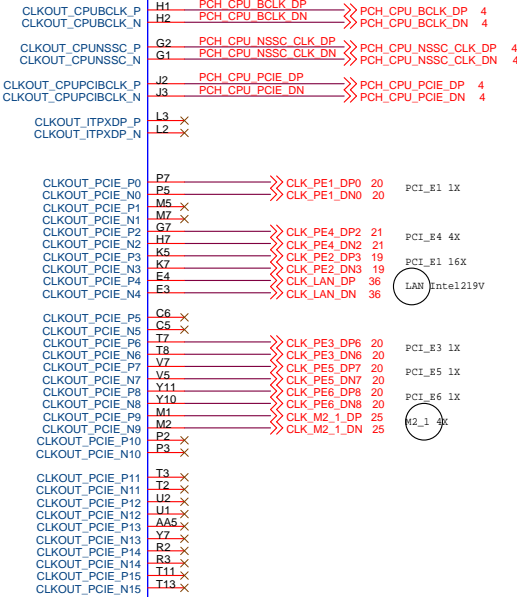 CLKOUT_CPUBCLK_P H1 PCH_CPU_BCLK_DP PCH_CPU_BCLK_DP 4
CLKOUT_CPUBCLK_N H2 PCH_CPU_BCLK_DN PCH_CPU_BCLK_DN 4
CLKOUT_CPUNSSC_P G2 PCH_CPU_NSSC_CLK_DP PCH_CPU_NSSC_CLK_DP 4
CLKOUT_CPUNSSC_N G1 PCH_CPU_NSSC_CLK_DN PCH_CPU_NSSC_CLK_DN 4
CLKOUT_CPUPCIBCLK_P J2 PCH_CPU_PCIE_DP PCH_CPU_PCIE_DP 4
CLKOUT_CPUPCIBCLK_N J3 PCH_CPU_PCIE_DN PCH_CPU_PCIE_DN 4
CLKOUT_ITPXDP_P L3
CLKOUT_ITPXDP_N L2
CLKOUT_PCIE_P0 P7 CLK_PE1_DP0 20
PCI_E1 1X
CLKOUT_PCIE_N0 P5 CLK_PE1_DN0 20
CLKOUT_PCIE_P1 M5
CLKOUT_PCIE_N1 M7
CLKOUT_PCIE_P2 G7 CLK_PE4_DP2 21
PCI_E4 4X
CLKOUT_PCIE_N2 H7 CLK_PE4_DN2 21
CLKOUT_PCIE_P3 K5 CLK_PE2_DP3 19
PCI_E1 16X
CLKOUT_PCIE_N3 K7 CLK_PE2_DN3 19
CLKOUT_PCIE_P4 E4 CLK_LAN_DP 36
LAN Intel219V
CLKOUT_PCIE_N4 E3 CLK_LAN_DN 36
CLKOUT_PCIE_P5 C6
CLKOUT_PCIE_N5 C5
CLKOUT_PCIE_P6 T7 CLK_PE3_DP6 20
PCI_E3 1X
CLKOUT_PCIE_N6 T8 CLK_PE3_DN6 20
CLKOUT_PCIE_P7 V7 CLK_PE5_DP7 20
PCI_E5 1X
CLKOUT_PCIE_N7 V5 CLK_PE5_DN7 20
CLKOUT_PCIE_P8 Y11 CLK_PE6_DP8 20
PCI_E6 1X
CLKOUT_PCIE_N8 Y10 CLK_PE6_DN8 20
CLKOUT_PCIE_P9 M1 CLK_M2_1_DP 25
M2_1 4X
CLKOUT_PCIE_N9 M2 CLK_M2_1_DN 25
CLKOUT_PCIE_P10 P2
CLKOUT_PCIE_N10 P3
CLKOUT_PCIE_P11 T3
CLKOUT_PCIE_N11 T2
CLKOUT_PCIE_P12 U2
CLKOUT_PCIE_N12 U1
CLKOUT_PCIE_P13 AA5
CLKOUT_PCIE_N13 Y7
CLKOUT_PCIE_P14 R2
CLKOUT_PCIE_N14 R3
CLKOUT_PCIE_P15 T11
CLKOUT_PCIE_N15 T13